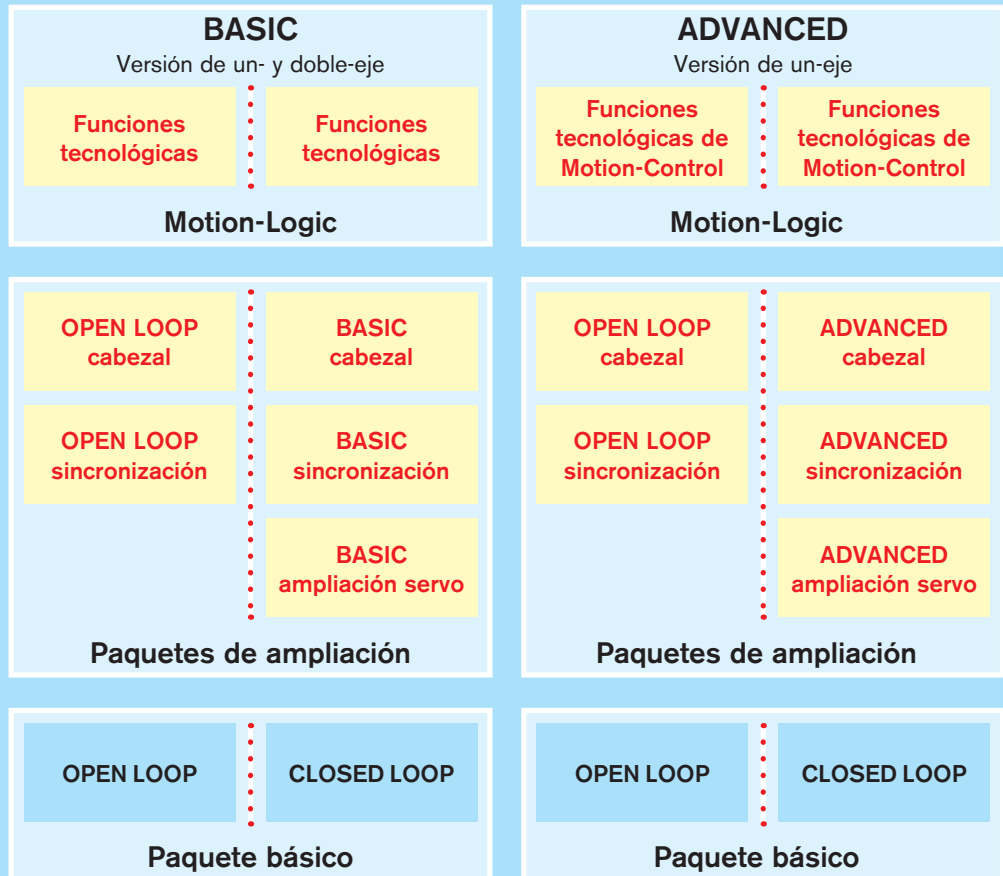 BASIC
Versión de un- y doble-eje
Funciones
tecnológicas
Funciones
tecnológicas
Motion-Logic
OPEN LOOP
cabezal
BASIC
cabezal
OPEN LOOP
sincronización
BASIC
sincronización
BASIC
ampliación servo
Paquetes de ampliación
OPEN LOOP
CLOSED LOOP
Paquete básico
ADVANCED
Versión de un-eje
Funciones
tecnológicas de
Motion-Control
Funciones
tecnológicas de
Motion-Control
Motion-Logic
OPEN LOOP
cabezal
ADVANCED
cabezal
OPEN LOOP
sincronización
ADVANCED
sincronización
ADVANCED
ampliación servo
Paquetes de ampliación
OPEN LOOP
CLOSED LOOP
Paquete básico